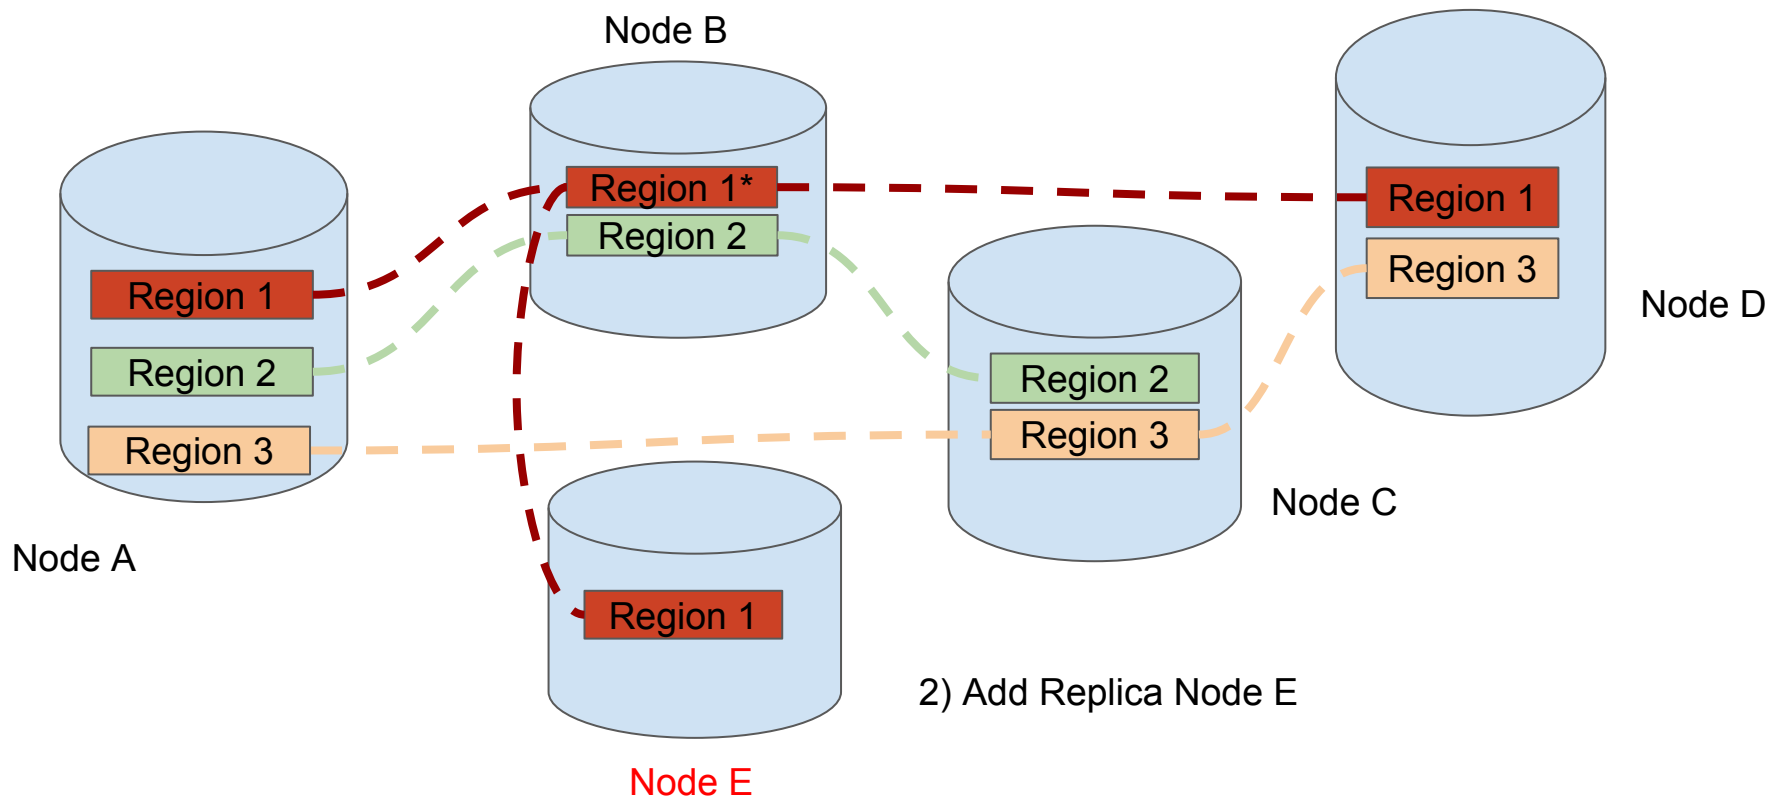 Node B
Region 1*
Region 2
Region 1
Region 3
Node D
Region 1
Region 2
Region 3
Node A
Region 2
Region 3
Node C
Region 1
2) Add Replica Node E
Node E